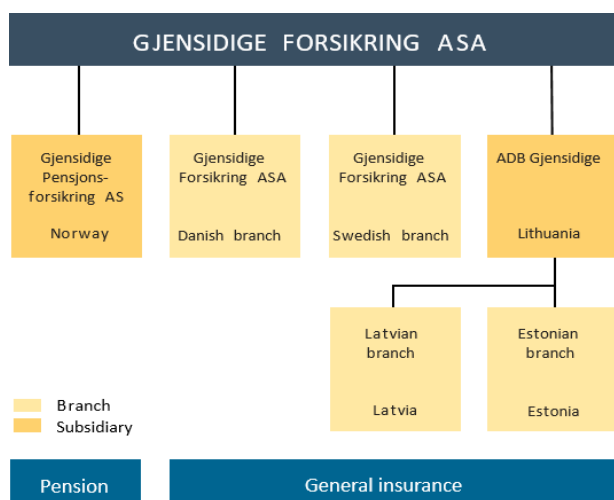 GJENSIDIGE FORSIKRING ASA
Gjensidige
Pensjons-
forsikring AS
Norway
Gjensidige
Forsikring ASA
Danish branch
Gjensidige
Forsikring ASA
Swedish branch
ADB Gjensidige
Lithuania
Latvian
branch
Latvia
Estonian
branch
Estonia
Branch
Subsidiary
Pension
General insurance